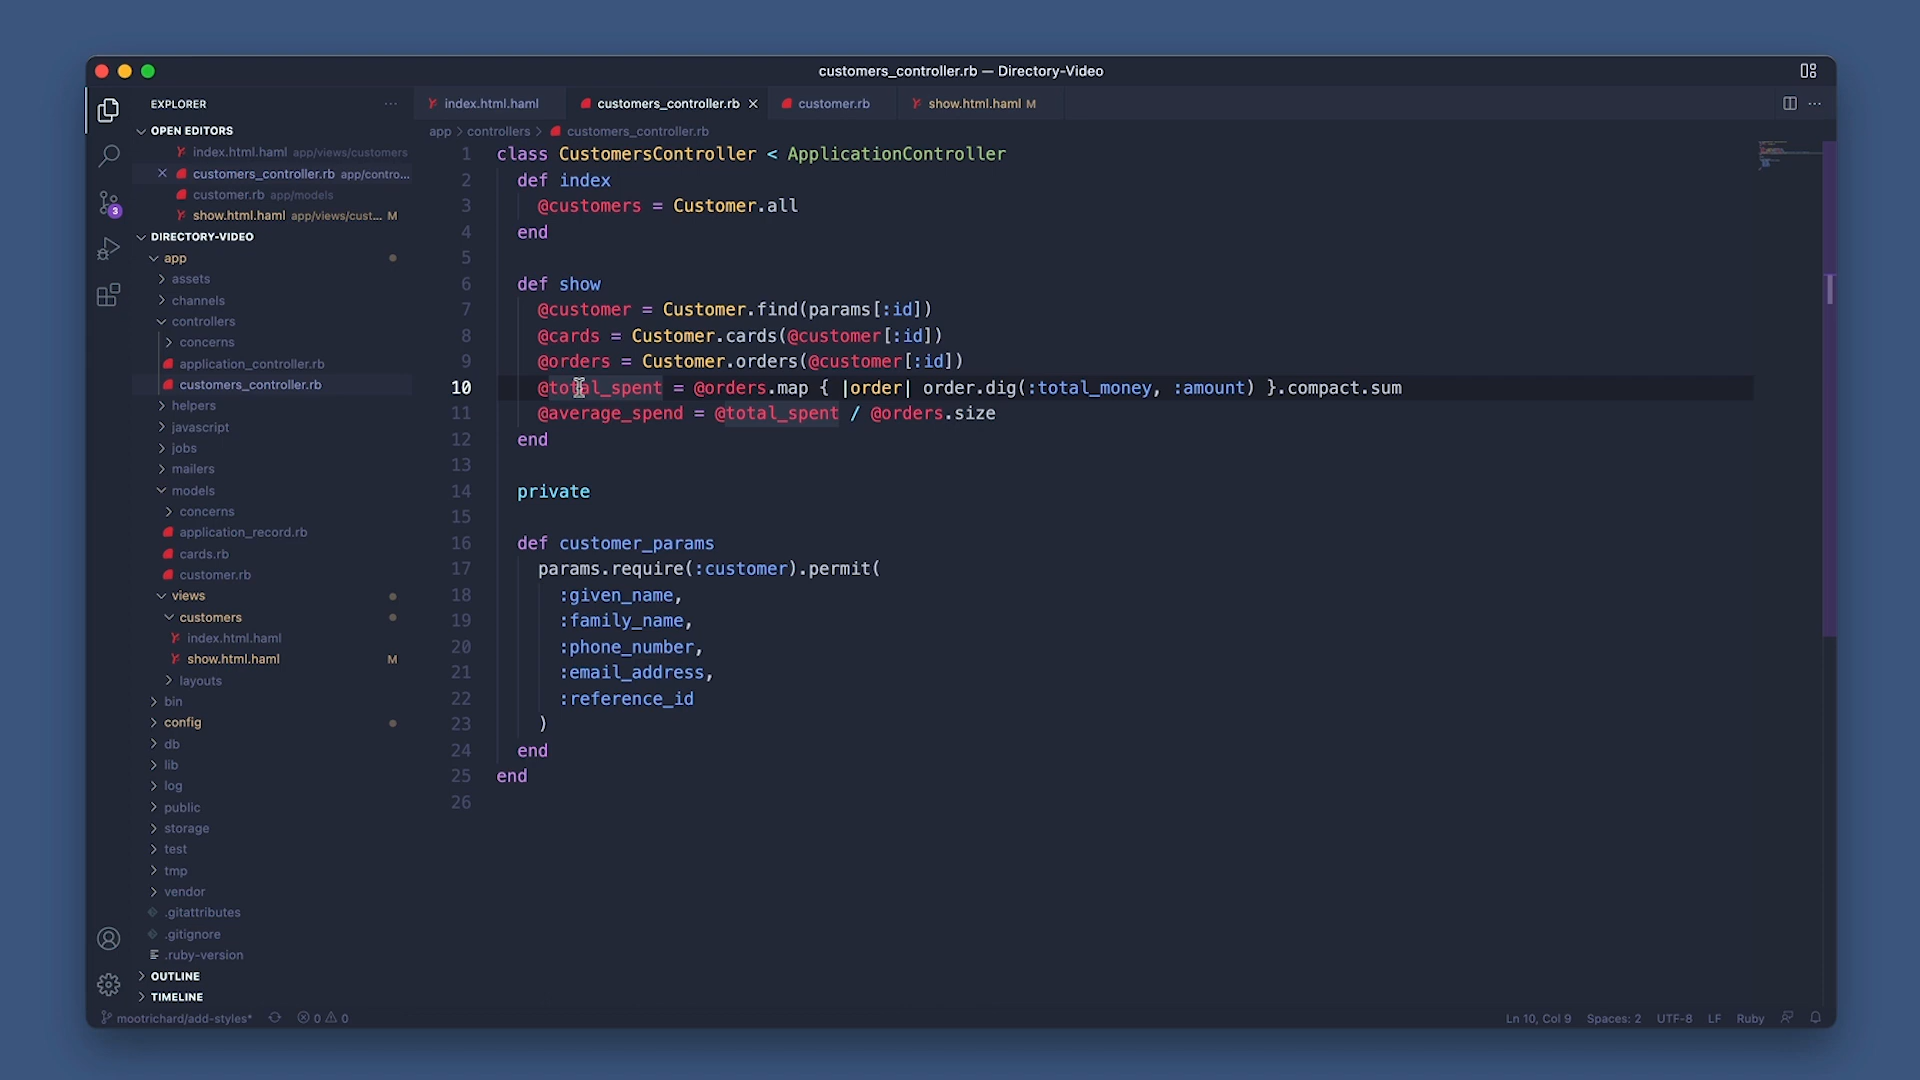 customers_controller.rb — Directory-Video
EXPLORER
OPEN EDITORS
index.html.haml app/views/customers
customers_controller.rb app/contro...
customer.rb app/models
show.html.haml app/views/cust... M
3
DIRECTORY-VIDEO
app
assets
channels
controllers
concerns
application_controller.rb
customers_controller.rb
helpers
javascript
jobs
mailers
models
concerns
application_record.rb
cards.rb
customer.rb
views
customers
index.html.haml
show.html.haml M
layouts
bin
config
db
lib
log
public
storage
test
tmp
vendor
.gitattributes
.gitignore
.ruby-version
OUTLINE
TIMELINE
index.html.haml customers_controller.rb customer.rb show.html.haml M
app > controllers > customers_controller.rb
1 class CustomersController < ApplicationController
2 def index
3 @customers = Customer.all
4 end
5
6 def show
7 @customer = Customer.find(params[:id])
8 @cards = Customer.cards(@customer[:id])
9 @orders = Customer.orders(@customer[:id])
10 @total_spent = @orders.map { |order| order.dig(:total_money, :amount) }.compact.sum
11 @average_spend = @total_spent / @orders.size
12 end
13
14 private
15
16 def customer_params
17 params.require(:customer).permit(
18 :given_name,
19 :family_name,
20 :phone_number,
21 :email_address,
22 :reference_id
23 )
24 end
25 end
26
mootrichard/add-styles* 0 0 Ln 10, Col 9 Spaces: 2 UTF-8 LF Ruby